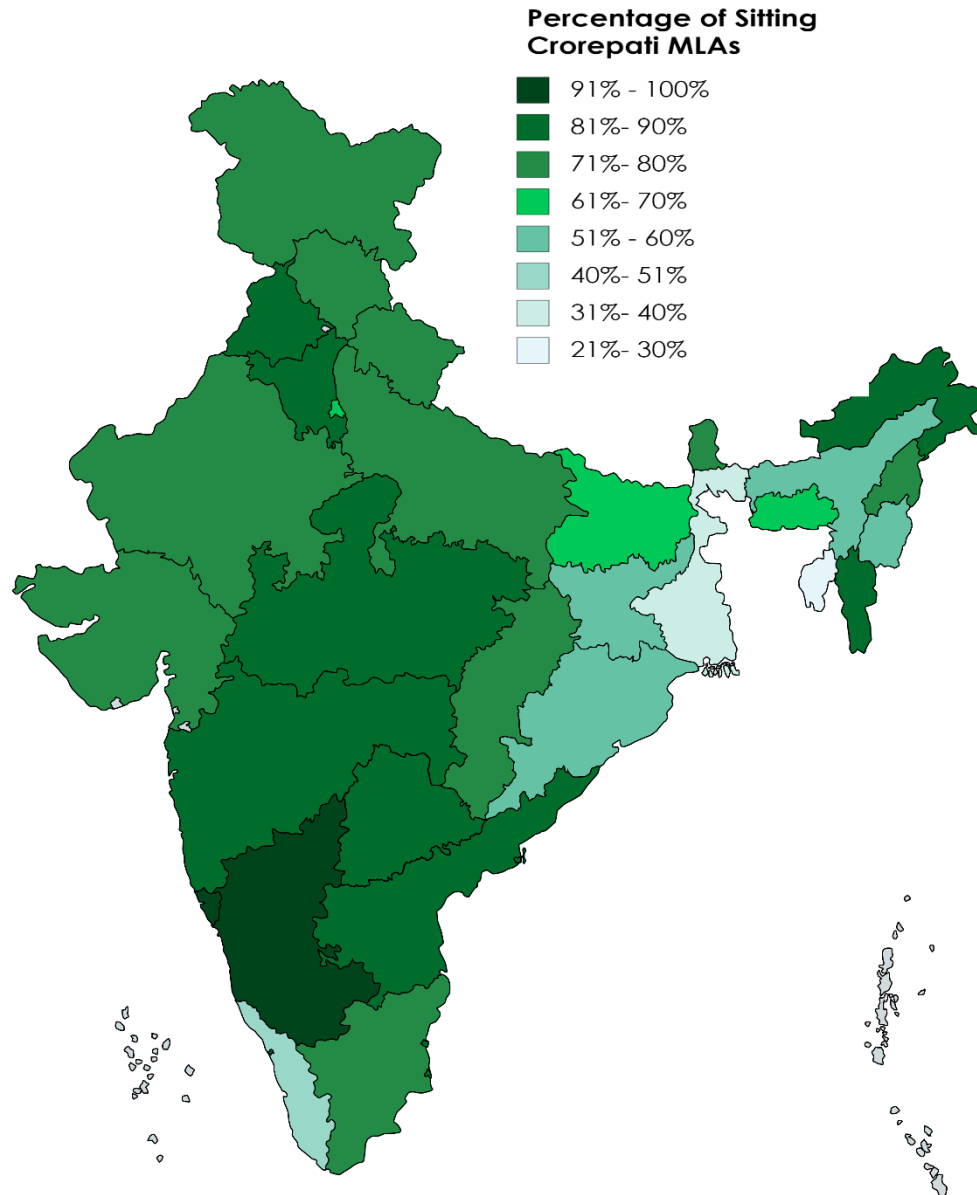 Percentage of Sitting
Crorepati MLAs
91% - 100%
81%- 90%
71%- 80%
61%- 70%
51% - 60%
40%- 51%
31%- 40%
21%- 30%